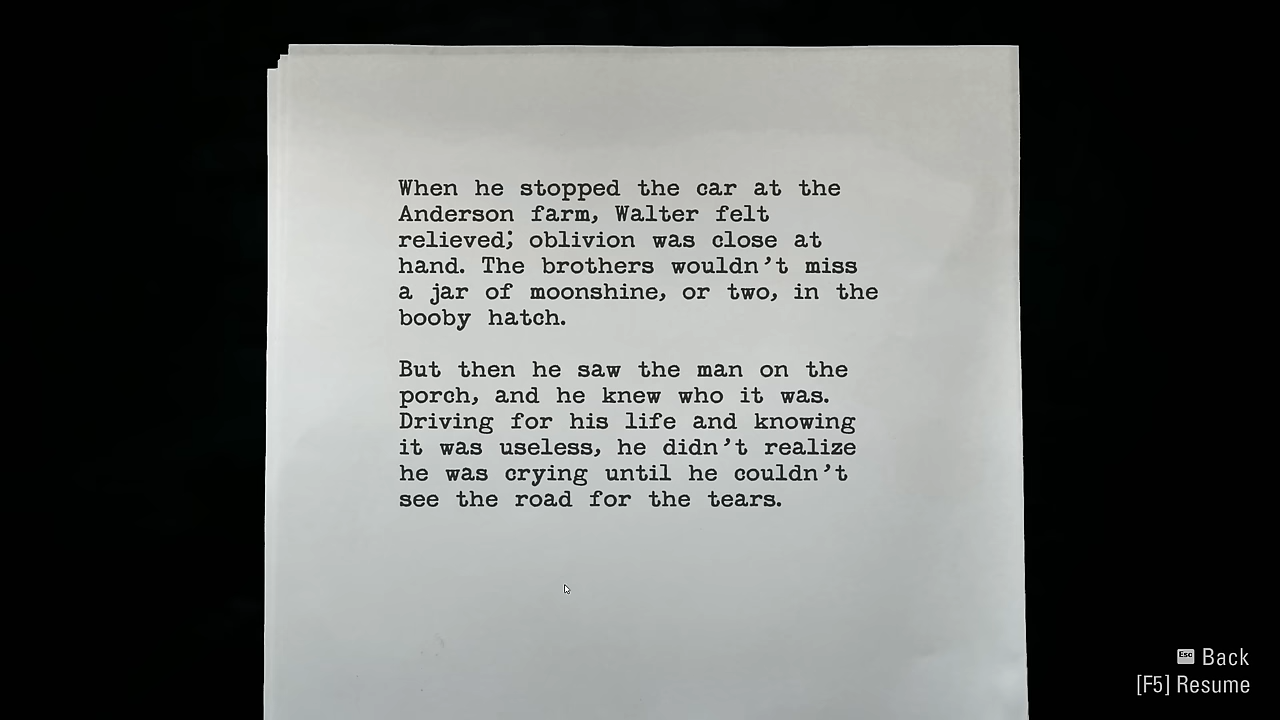 When he stopped the car at the
Anderson farm, Walter felt
relieved; oblivion was close at
hand. The brothers wouldn't miss
a jar of moonshine, or two, in the
booby hatch.
But then he saw the man on the
porch, and he knew who it was.
Driving for his life and knowing
it was useless, he didn't realize
he was crying until he couldn't
see the road for the tears.
Esc Back
[F5] Resume